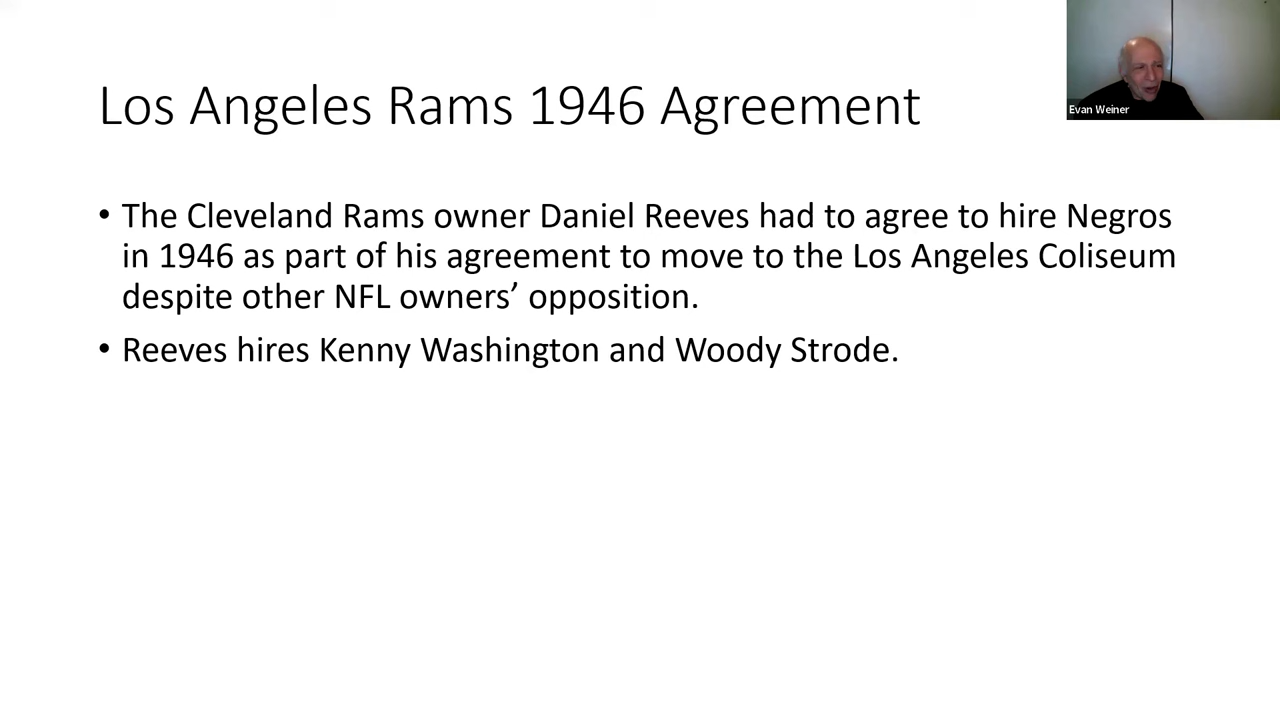 Los Angeles Rams 1946 Agreement
Evan Weiner
• The Cleveland Rams owner Daniel Reeves had to agree to hire Negros
in 1946 as part of his agreement to move to the Los Angeles Coliseum
despite other NFL owners’ opposition.
• Reeves hires Kenny Washington and Woody Strode.